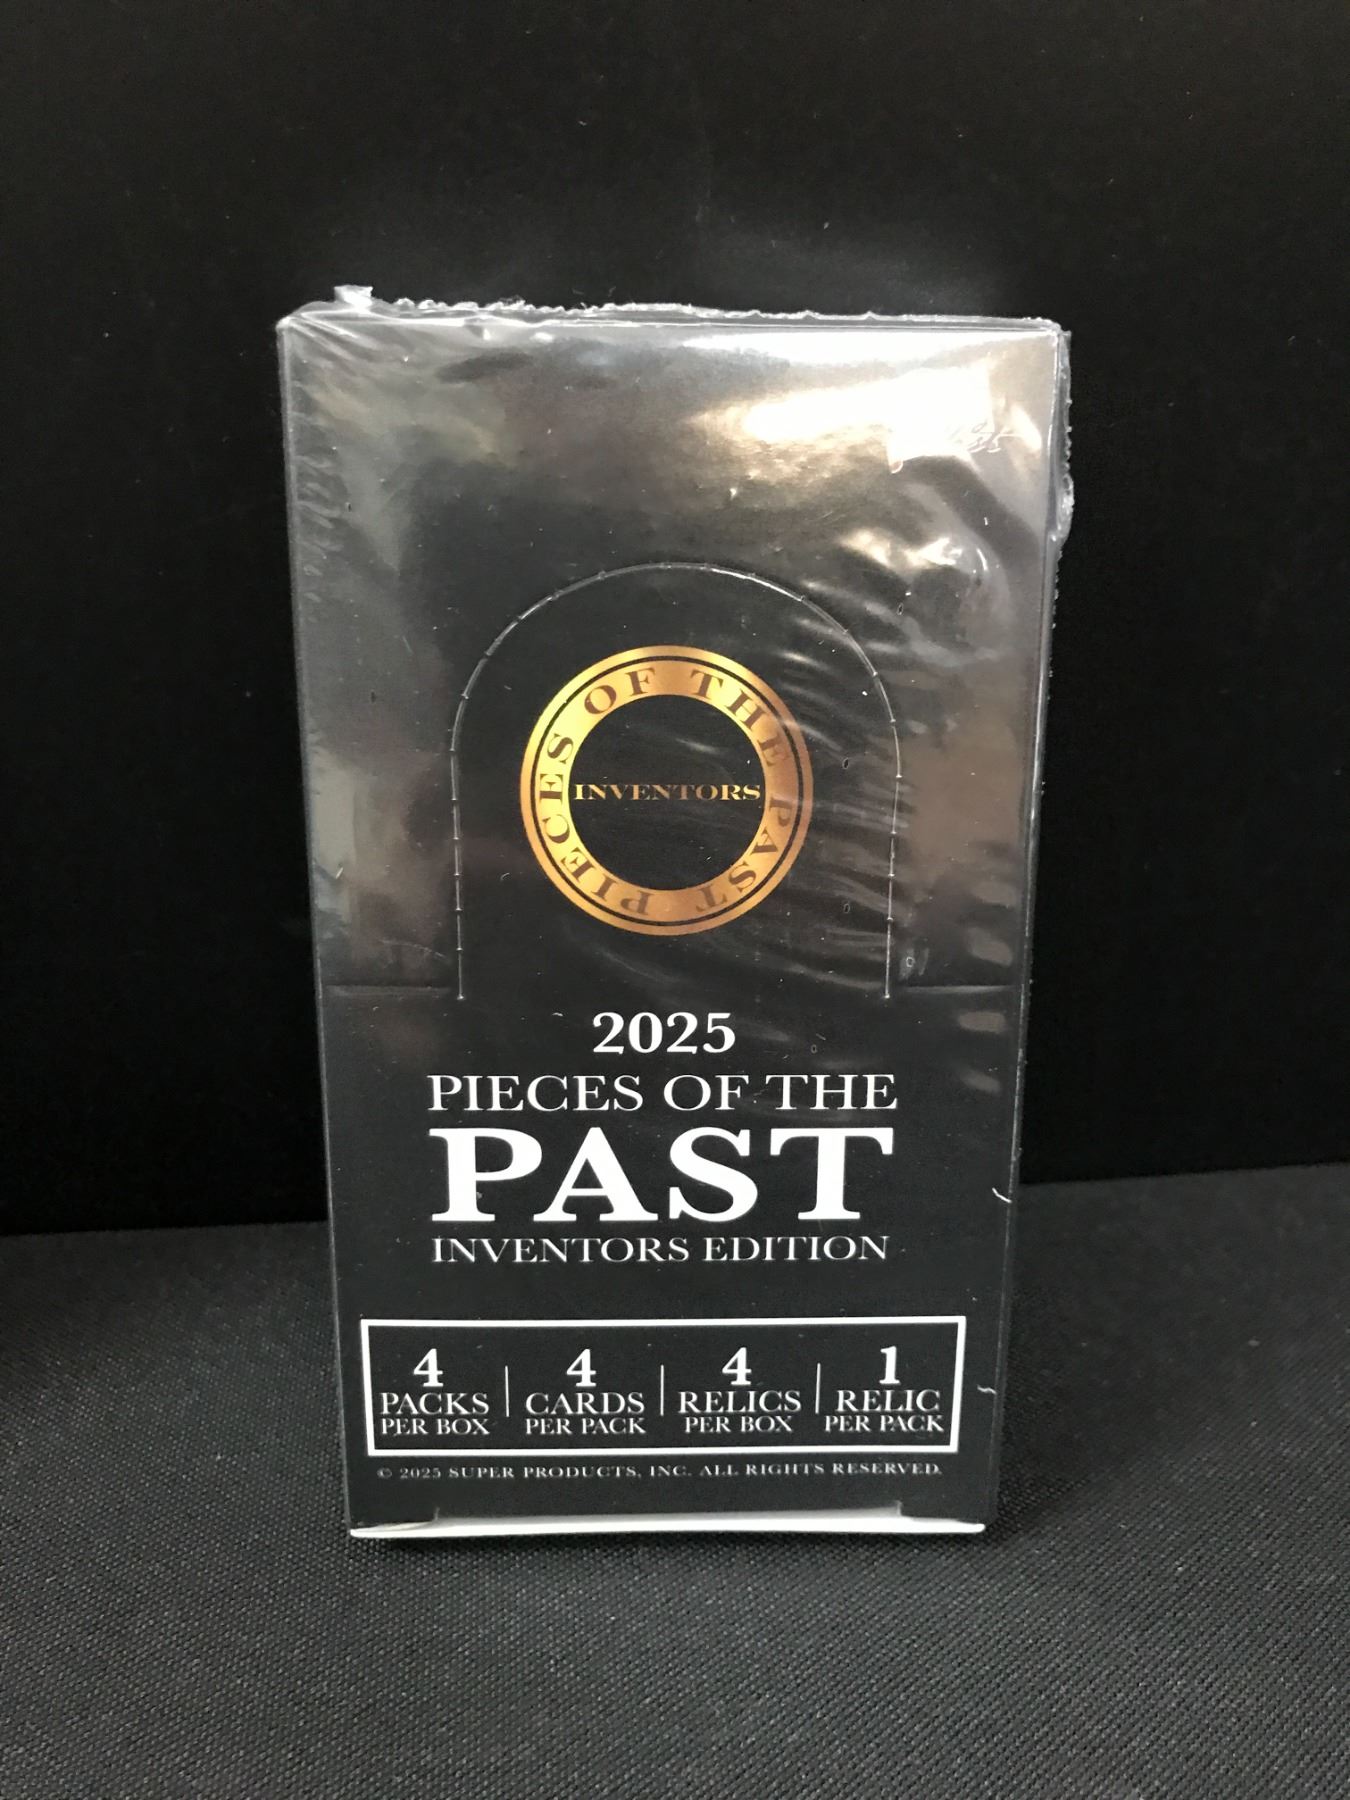 PIECES OF THE PAST
INVENTORS
2025
PIECES OF THE
PAST
INVENTORS EDITION
4 4 4 1
PACKS CARDS RELICS RELIC
PER BOX PER PACK PER BOX PER PACK
© 2025 SUPER PRODUCTS, INC. ALL RIGHTS RESERVED.